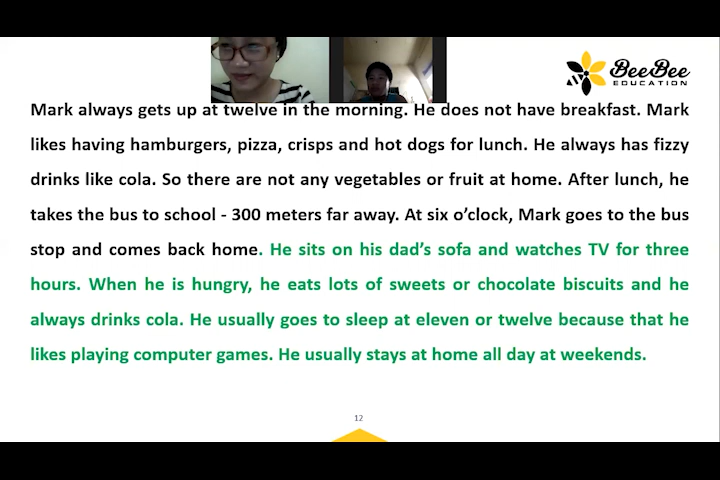 BeeBee
EDUCATION
Mark always gets up at twelve in the morning. He does not have breakfast. Mark
likes having hamburgers, pizza, crisps and hot dogs for lunch. He always has fizzy
drinks like cola. So there are not any vegetables or fruit at home. After lunch, he
takes the bus to school - 300 meters far away. At six o’clock, Mark goes to the bus
stop and comes back home. He sits on his dad’s sofa and watches TV for three
hours. When he is hungry, he eats lots of sweets or chocolate biscuits and he
always drinks cola. He usually goes to sleep at eleven or twelve because that he
likes playing computer games. He usually stays at home all day at weekends.
12